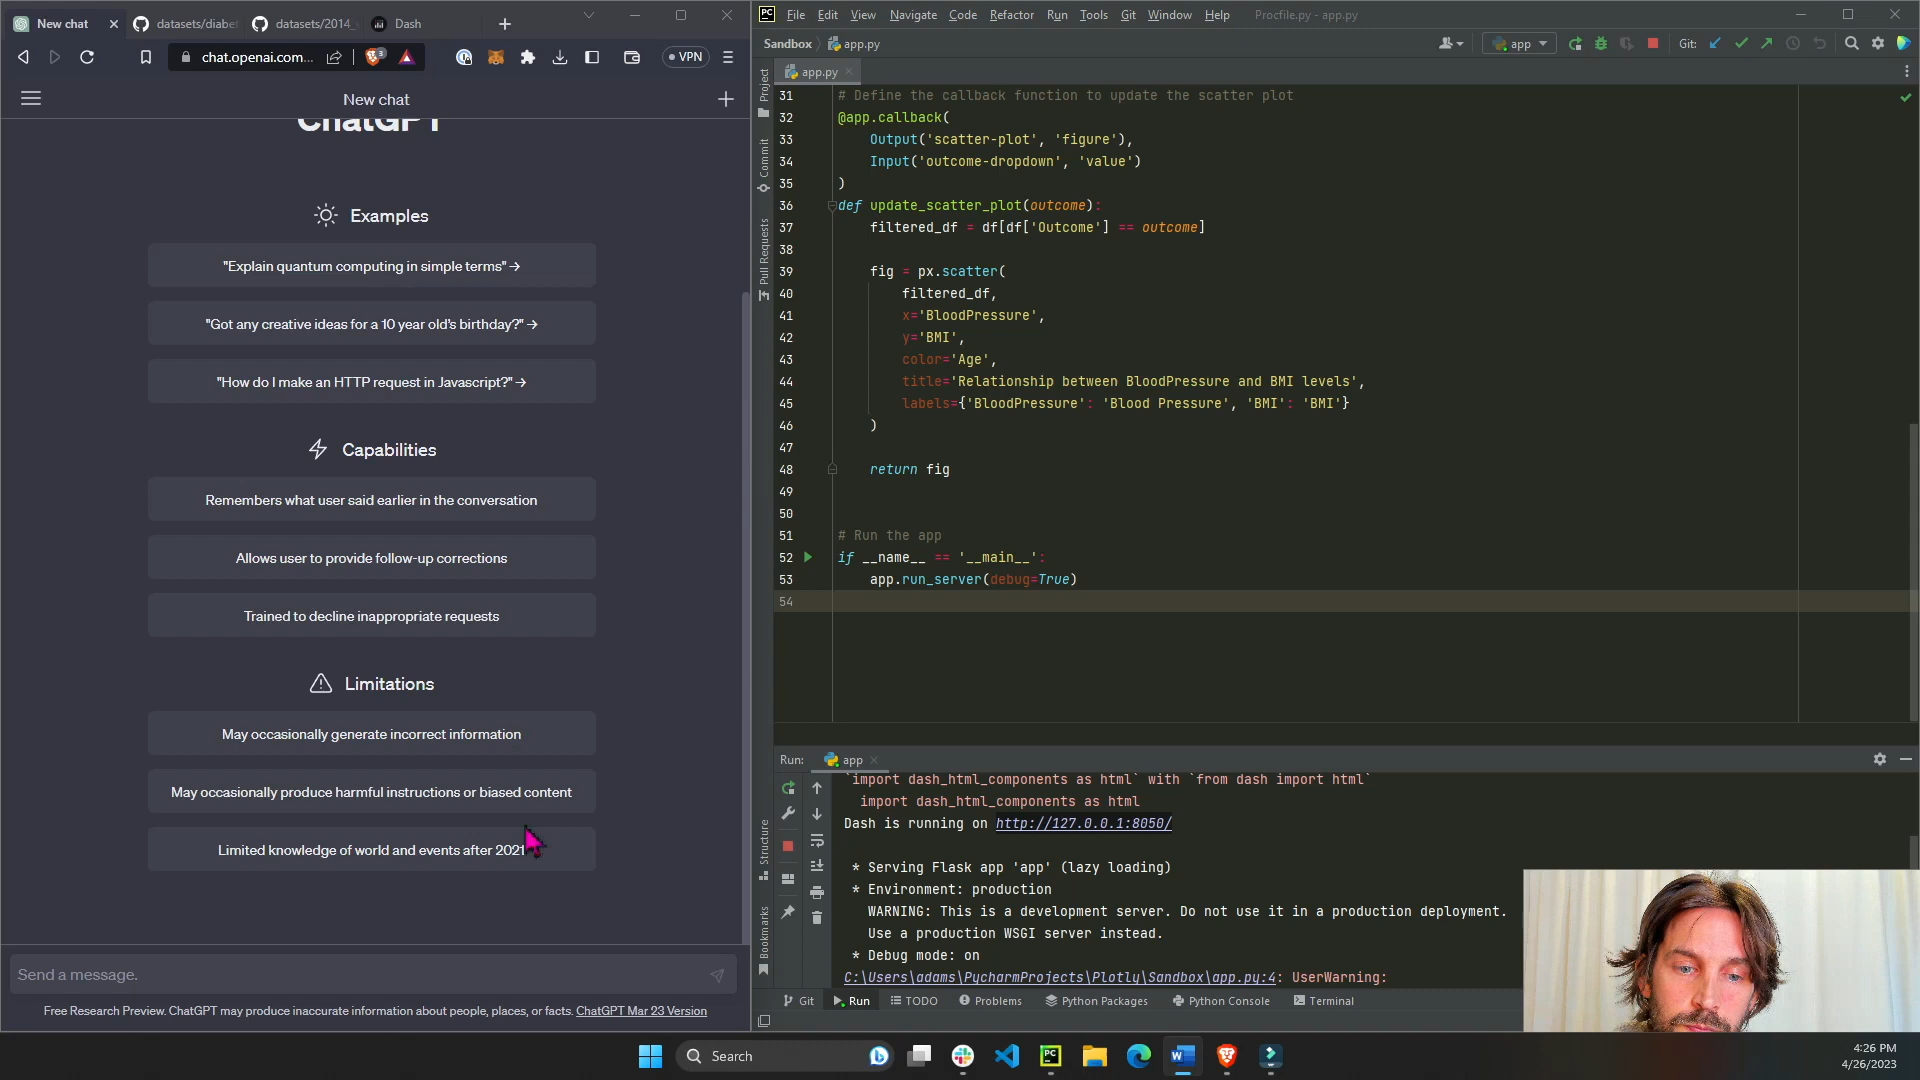 New chat
datasets/diabet
datasets/2014_
Dash
chat.openai.com...
3
VPN
New chat
ChatGPT
Examples
"Explain quantum computing in simple terms" →
"Got any creative ideas for a 10 year old's birthday?" →
"How do I make an HTTP request in Javascript?" →
Capabilities
Remembers what user said earlier in the conversation
Allows user to provide follow-up corrections
Trained to decline inappropriate requests
Limitations
May occasionally generate incorrect information
May occasionally produce harmful instructions or biased content
Limited knowledge of world and events after 2021
Send a message.
Free Research Preview. ChatGPT may produce inaccurate information about people, places, or facts. ChatGPT Mar 23 Version
PC
File Edit View Navigate Code Refactor Run Tools Git Window Help Procfile.py - app.py
Sandbox app.py
app
Git:
Project
Commit
Pull Requests
Structure
Bookmarks
app.py
31 # Define the callback function to update the scatter plot
32 @app.callback(
33 Output('scatter-plot', 'figure'),
34 Input('outcome-dropdown', 'value')
35 )
36 def update_scatter_plot(outcome):
37 filtered_df = df[df['Outcome'] == outcome]
38
39 fig = px.scatter(
40 filtered_df,
41 x='BloodPressure',
42 y='BMI',
43 color='Age',
44 title='Relationship between BloodPressure and BMI levels',
45 labels={'BloodPressure': 'Blood Pressure', 'BMI': 'BMI'}
46 )
47
48 return fig
49
50
51 # Run the app
52 if __name__ == '__main__':
53 app.run_server(debug=True)
54
Run: app
`import dash_html_components as html` with `from dash import html`
import dash_html_components as html
Dash is running on http://127.0.0.1:8050/
* Serving Flask app 'app' (lazy loading)
* Environment: production
WARNING: This is a development server. Do not use it in a production deployment.
Use a production WSGI server instead.
* Debug mode: on
C:\Users\adams\PycharmProjects\Plotly\Sandbox\app.py:4: UserWarning:
Git Run TODO Problems Python Packages Python Console Terminal
Search
PC
W
4:26 PM
4/26/2023